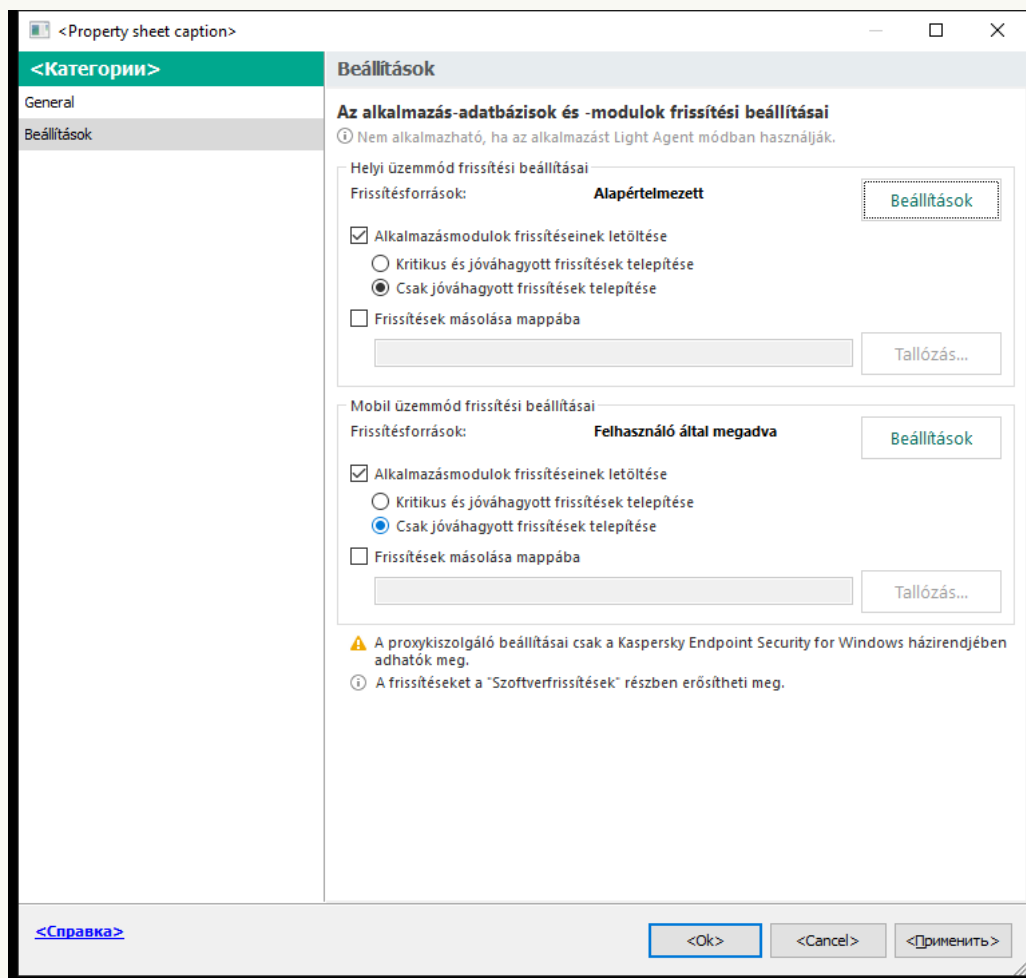 <Property sheet caption>
<Категории>
General
Beállítások
Beállítások
Az alkalmazás-adatbázisok és -modulok frissítési beállításai
Nem alkalmazható, ha az alkalmazást Light Agent módban használják.
Helyi üzemmód frissítési beállításai
Frissítésforrások: Alapértelmezett Beállítások
Alkalmazásmodulok frissítéseinek letöltése
Kritikus és jóváhagyott frissítések telepítése
Csak jóváhagyott frissítések telepítése
Frissítések másolása mappába
Tallózás...
Mobil üzemmód frissítési beállításai
Frissítésforrások: Felhasználó által megadva Beállítások
Alkalmazásmodulok frissítéseinek letöltése
Kritikus és jóváhagyott frissítések telepítése
Csak jóváhagyott frissítések telepítése
Frissítések másolása mappába
Tallózás...
A proxykiszolgáló beállításai csak a Kaspersky Endpoint Security for Windows házirendjében
adhatók meg.
A frissítéseket a "Szoftverfrissítések" részben erősítheti meg.
<Справка>
<Ok> <Cancel> <Применить>